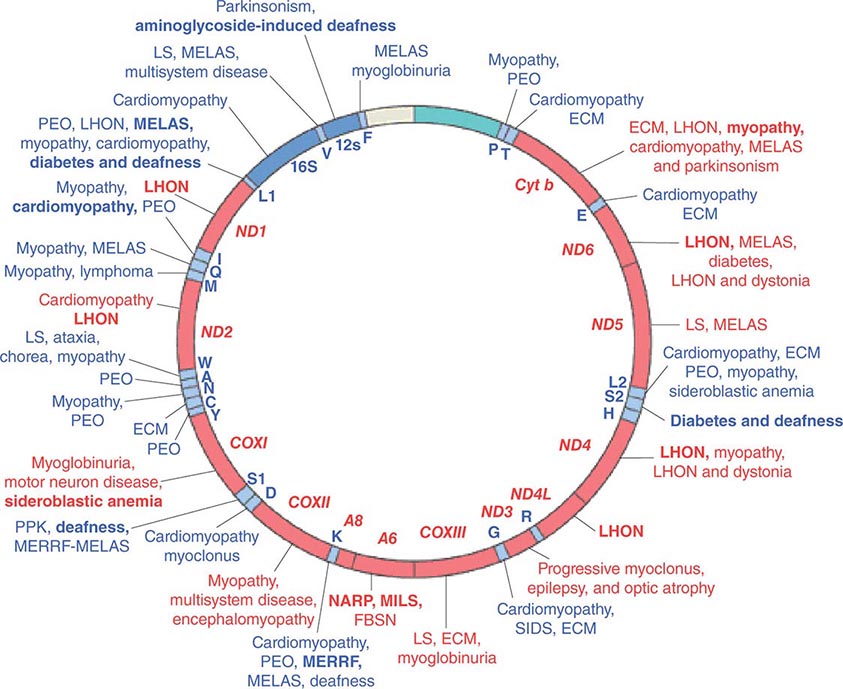 Parkinsonism,
aminoglycoside-induced deafness
LS, MELAS,
multisystem disease
MELAS
myoglobinuria
Myopathy,
PEO
Cardiomyopathy
Cardiomyopathy
ECM
PEO, LHON, MELAS,
myopathy, cardiomyopathy,
diabetes and deafness
ECM, LHON, myopathy,
cardiomyopathy, MELAS
and parkinsonism
Myopathy,
cardiomyopathy, PEO
LHON
Cardiomyopathy
ECM
Myopathy, MELAS
Myopathy, lymphoma
LHON, MELAS,
diabetes,
LHON and dystonia
Cardiomyopathy
LHON
LS, MELAS
LS, ataxia,
chorea, myopathy
PEO
Myopathy,
PEO
ECM
PEO
Cardiomyopathy, ECM
PEO, myopathy,
sideroblastic anemia
Diabetes and deafness
Myoglobinuria,
motor neuron disease,
sideroblastic anemia
LHON, myopathy,
LHON and dystonia
PPK, deafness,
MERRF-MELAS
Cardiomyopathy
myoclonus
LHON
Myopathy,
multisystem disease,
encephalomyopathy
NARP, MILS,
FBSN
Progressive myoclonus,
epilepsy, and optic atrophy
Cardiomyopathy,
PEO, MERRF,
MELAS, deafness
LS, ECM,
myoglobinuria
Cardiomyopathy,
SIDS, ECM
F
12s
V
16S
L1
ND1
I
Q
M
ND2
W
A
N
C
Y
COXI
S1
D
COXII
K
A8
A6
COXIII
G
ND3
R
ND4L
ND4
H
S2
L2
ND5
ND6
E
Cyt b
T
P